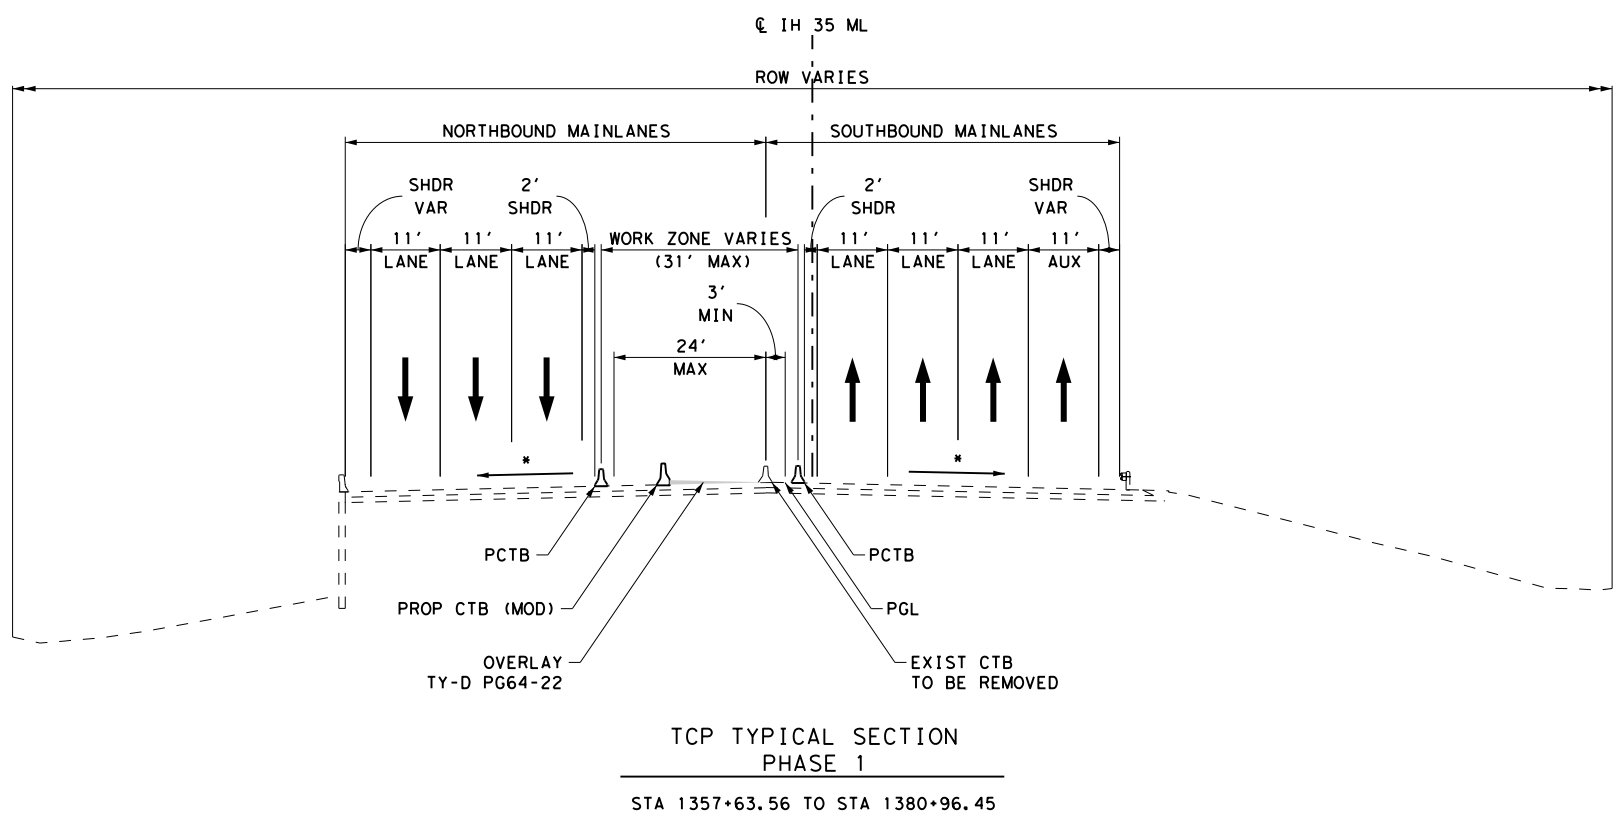 ℄ IH 35 ML
ROW VARIES
NORTHBOUND MAINLANES
SOUTHBOUND MAINLANES
SHDR
VAR
2'
SHDR
2'
SHDR
SHDR
VAR
11'
LANE
11'
LANE
11'
LANE
WORK ZONE VARIES
(31' MAX)
11'
LANE
11'
LANE
11'
LANE
11'
AUX
3'
MIN
24'
MAX
*
*
PCTB
PCTB
PROP CTB (MOD)
PGL
OVERLAY
TY-D PG64-22
EXIST CTB
TO BE REMOVED
TCP TYPICAL SECTION
PHASE 1
STA 1357+63.56 TO STA 1380+96.45